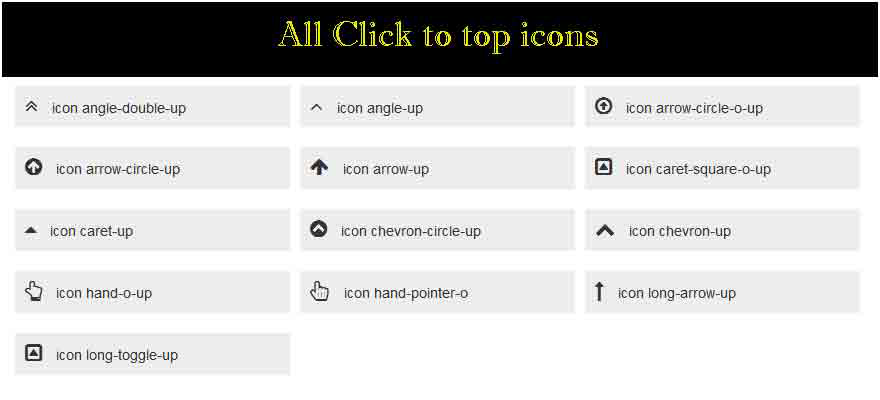 All Click to top icons
icon angle-double-up
icon angle-up
icon arrow-circle-o-up
icon arrow-circle-up
icon arrow-up
icon caret-square-o-up
icon caret-up
icon chevron-circle-up
icon chevron-up
icon hand-o-up
icon hand-pointer-o
icon long-arrow-up
icon long-toggle-up